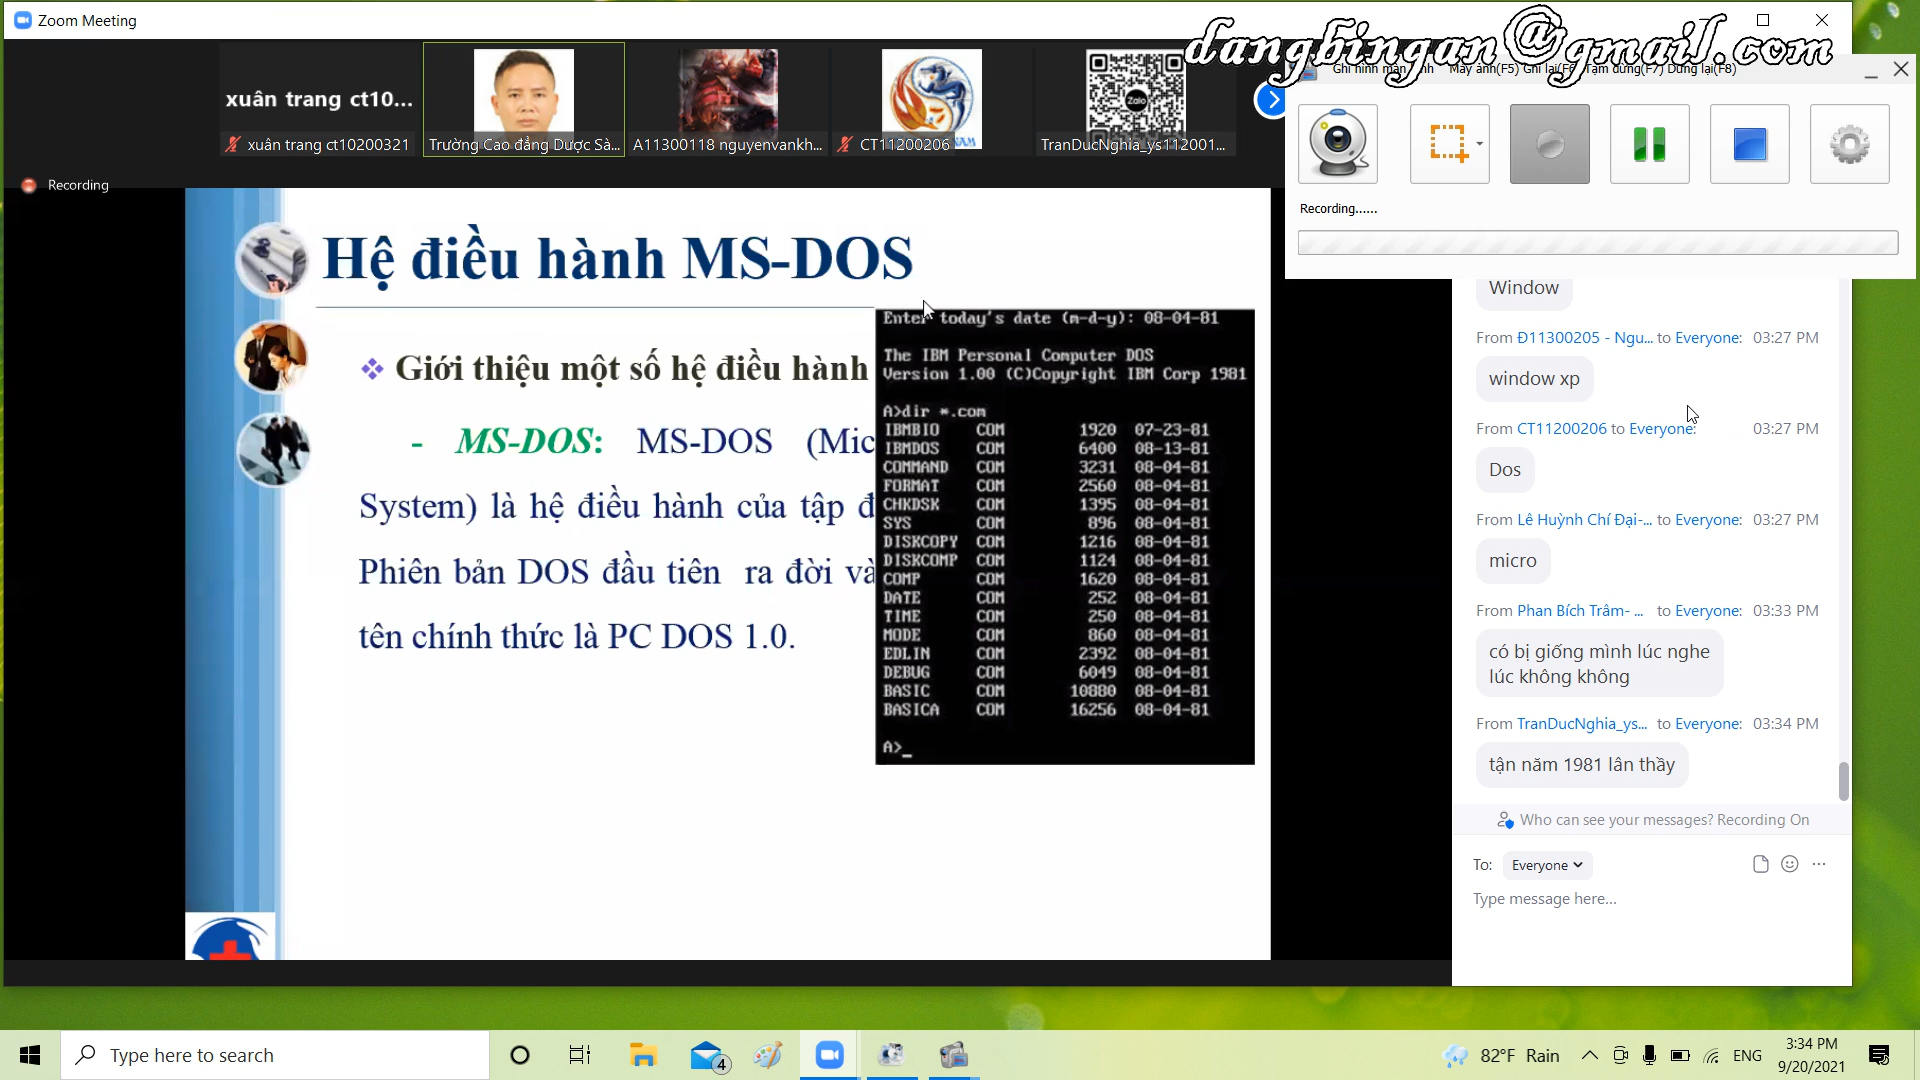 Zoom Meeting
dangbingan@gmail.com
xuân trang ct10...
xuân trang ct10200321
Trường Cao đẳng Dược Sà...
A11300118 nguyenvankh...
CT11200206
Zalo
TranDucNghia_ys112001...
Recording
Máy ảnh(F5)
Dừng lại(F8)
Recording......
Hệ điều hành MS-DOS
Giới thiệu một số hệ điều hành
- MS-DOS: MS-DOS (Mic
System) là hệ điều hành của tập đ
Phiên bản DOS đầu tiên ra đời và
tên chính thức là PC DOS 1.0.
Enter today's date (m-d-y): 08-04-81
The IBM Personal Computer DOS
Version 1.00 (C)Copyright IBM Corp 1981
A>dir *.com
IBMBIO COM 1920 07-23-81
IBMDOS COM 6400 08-13-81
COMMAND COM 3231 08-04-81
FORMAT COM 2560 08-04-81
CHKDSK COM 1395 08-04-81
SYS COM 896 08-04-81
DISKCOPY COM 1216 08-04-81
DISKCOMP COM 1124 08-04-81
COMP COM 1620 08-04-81
DATE COM 252 08-04-81
TIME COM 250 08-04-81
MODE COM 860 08-04-81
EDLIN COM 2392 08-04-81
DEBUG COM 6049 08-04-81
BASIC COM 10880 08-04-81
BASICA COM 16256 08-04-81
A>_
Window
From Đ11300205 - Ngu... to Everyone: 03:27 PM
window xp
From CT11200206 to Everyone: 03:27 PM
Dos
From Lê Huỳnh Chí Đại-... to Everyone: 03:27 PM
micro
From Phan Bích Trâm- ... to Everyone: 03:33 PM
có bị giống mình lúc nghe
lúc không không
From TranDucNghia_ys... to Everyone: 03:34 PM
tận năm 1981 lân thầy
Who can see your messages? Recording On
To: Everyone
Type message here...
Type here to search
4
82°F Rain
ENG
3:34 PM
9/20/2021